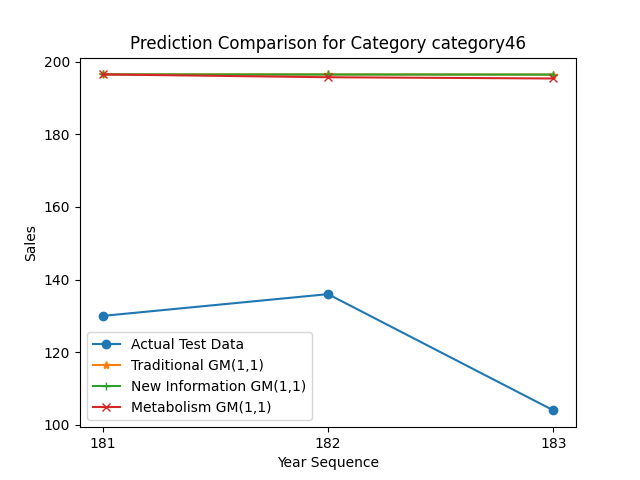 Prediction Comparison for Category category46
200
180
160
140
120
100
Sales
Actual Test Data
Traditional GM(1,1)
New Information GM(1,1)
Metabolism GM(1,1)
181
182
183
Year Sequence